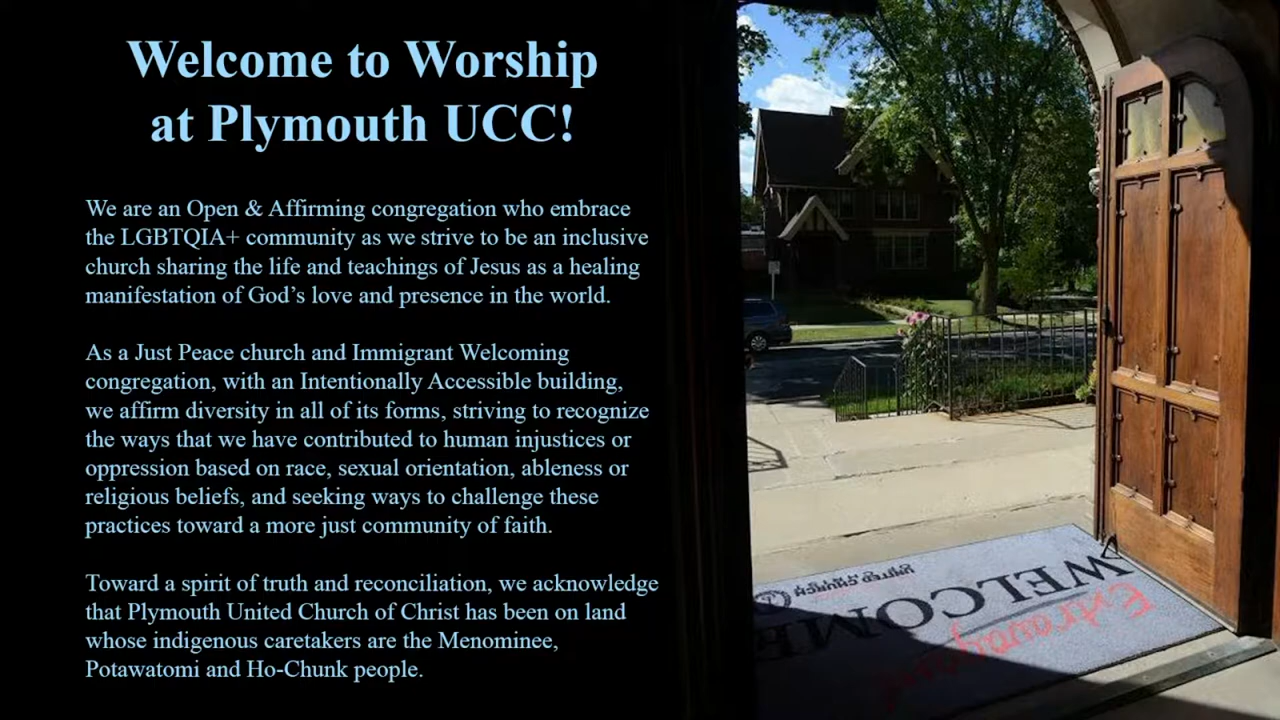 Welcome to Worship
at Plymouth UCC!
We are an Open & Affirming congregation who embrace
the LGBTQIA+ community as we strive to be an inclusive
church sharing the life and teachings of Jesus as a healing
manifestation of God’s love and presence in the world.
As a Just Peace church and Immigrant Welcoming
congregation, with an Intentionally Accessible building,
we affirm diversity in all of its forms, striving to recognize
the ways that we have contributed to human injustices or
oppression based on race, sexual orientation, ableness or
religious beliefs, and seeking ways to challenge these
practices toward a more just community of faith.
Toward a spirit of truth and reconciliation, we acknowledge
that Plymouth United Church of Christ has been on land
whose indigenous caretakers are the Menominee,
Potawatomi and Ho-Chunk people.
Extravagant
WELCOME
UNITED CHURCH